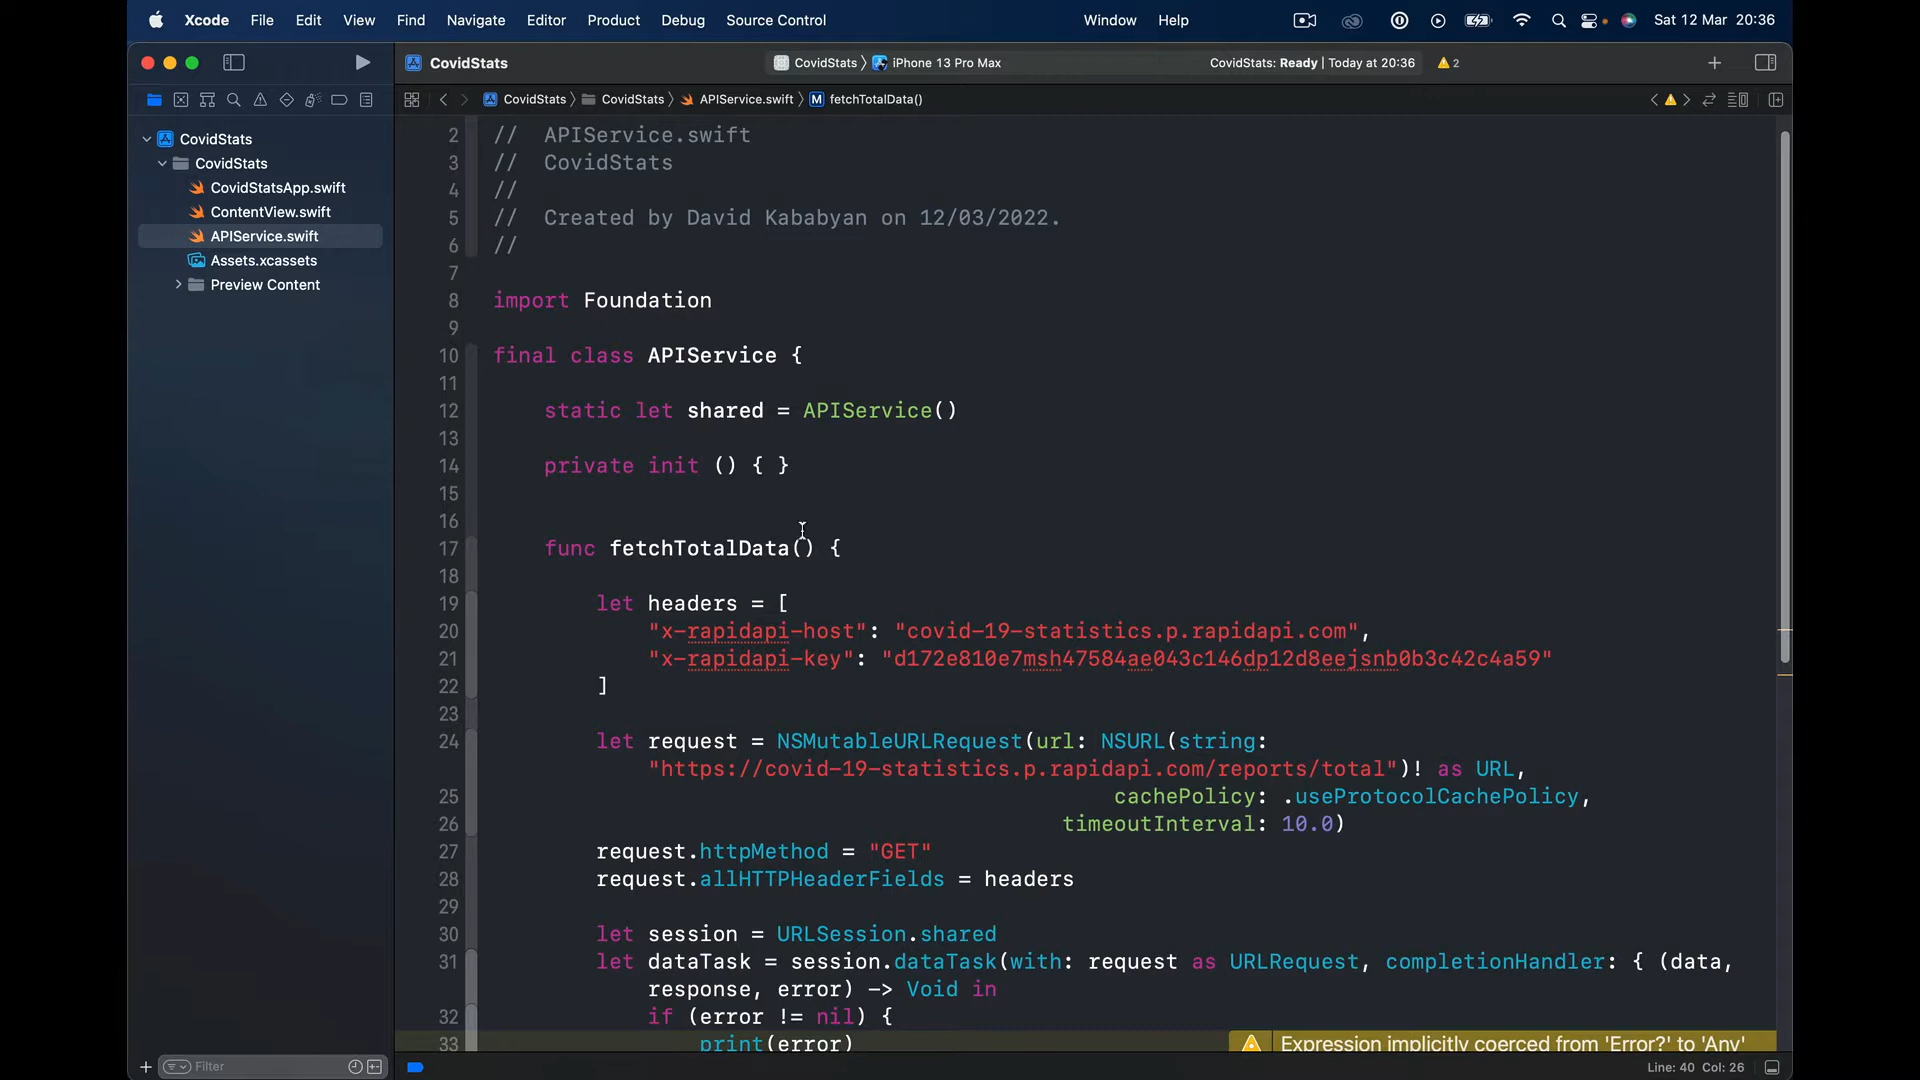 Xcode File Edit View Find Navigate Editor Product Debug Source Control Window Help Sat 12 Mar 20:36
CovidStats CovidStats iPhone 13 Pro Max CovidStats: Ready | Today at 20:36 2
CovidStats CovidStats APIService.swift M fetchTotalData()
CovidStats
CovidStats
CovidStatsApp.swift
ContentView.swift
APIService.swift
Assets.xcassets
Preview Content
2 // APIService.swift
3 // CovidStats
4 //
5 // Created by David Kababyan on 12/03/2022.
6 //
7
8 import Foundation
9
10 final class APIService {
11
12 static let shared = APIService()
13
14 private init () { }
15
16
17 func fetchTotalData() {
18
19 let headers = [
20 "x-rapidapi-host": "covid-19-statistics.p.rapidapi.com",
21 "x-rapidapi-key": "d172e810e7msh47584ae043c146dp12d8eejsnb0b3c42c4a59"
22 ]
23
24 let request = NSMutableURLRequest(url: NSURL(string:
"https://covid-19-statistics.p.rapidapi.com/reports/total")! as URL,
25 cachePolicy: .useProtocolCachePolicy,
26 timeoutInterval: 10.0)
27 request.httpMethod = "GET"
28 request.allHTTPHeaderFields = headers
29
30 let session = URLSession.shared
31 let dataTask = session.dataTask(with: request as URLRequest, completionHandler: { (data,
response, error) -> Void in
32 if (error != nil) {
33 print(error) Expression implicitly coerced from 'Error?' to 'Any'
Filter
Line: 40 Col: 26